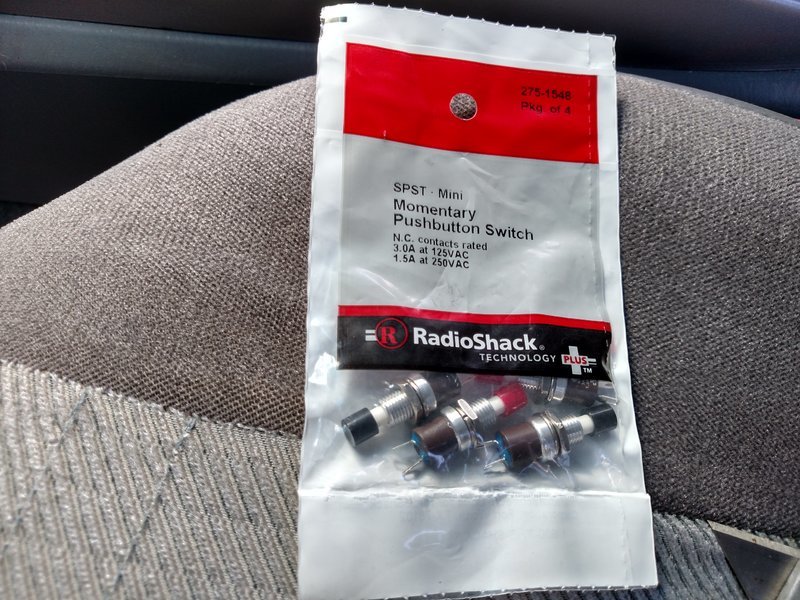 275-1548
Pkg. of 4
SPST · Mini
Momentary
Pushbutton Switch
N.C. contacts rated
3.0A at 125VAC
1.5A at 250VAC
R RadioShack®
TECHNOLOGY PLUS TM